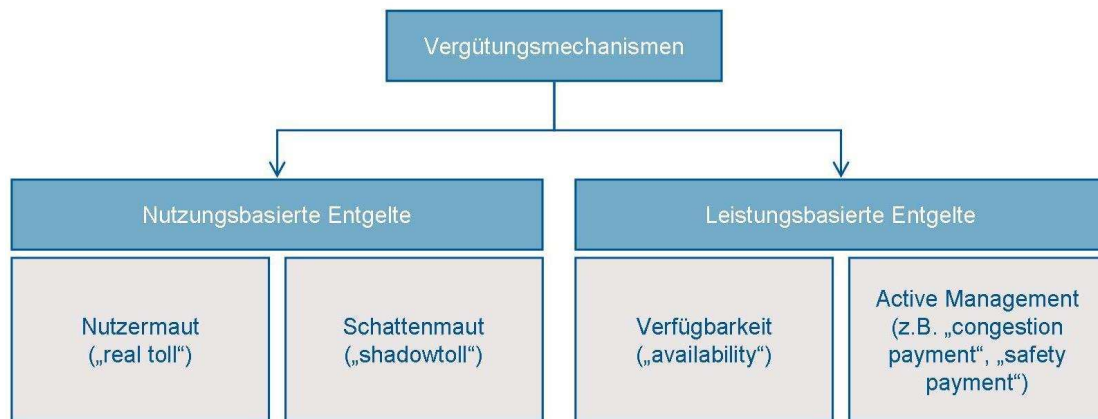 Vergütungsmechanismen
Nutzungsbasierte Entgelte
Leistungsbasierte Entgelte
Nutzermaut
(„real toll“)
Schattenmaut
(„shadowtoll“)
Verfügbarkeit
(„availability“)
Active Management
(z.B. „congestion
payment“, „safety
payment“)